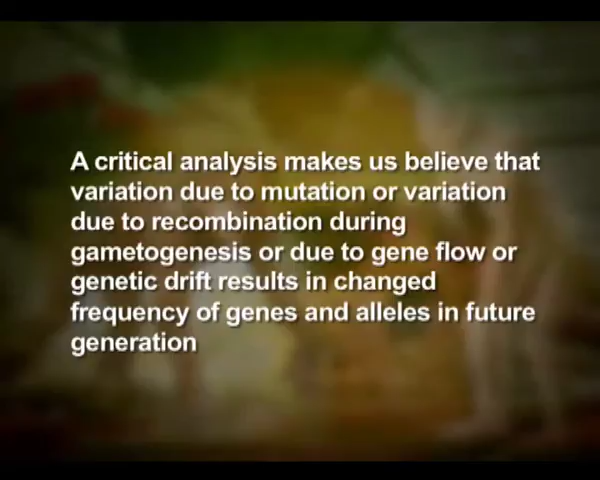 A critical analysis makes us believe that
variation due to mutation or variation
due to recombination during
gametogenesis or due to gene flow or
genetic drift results in changed
frequency of genes and alleles in future
generation